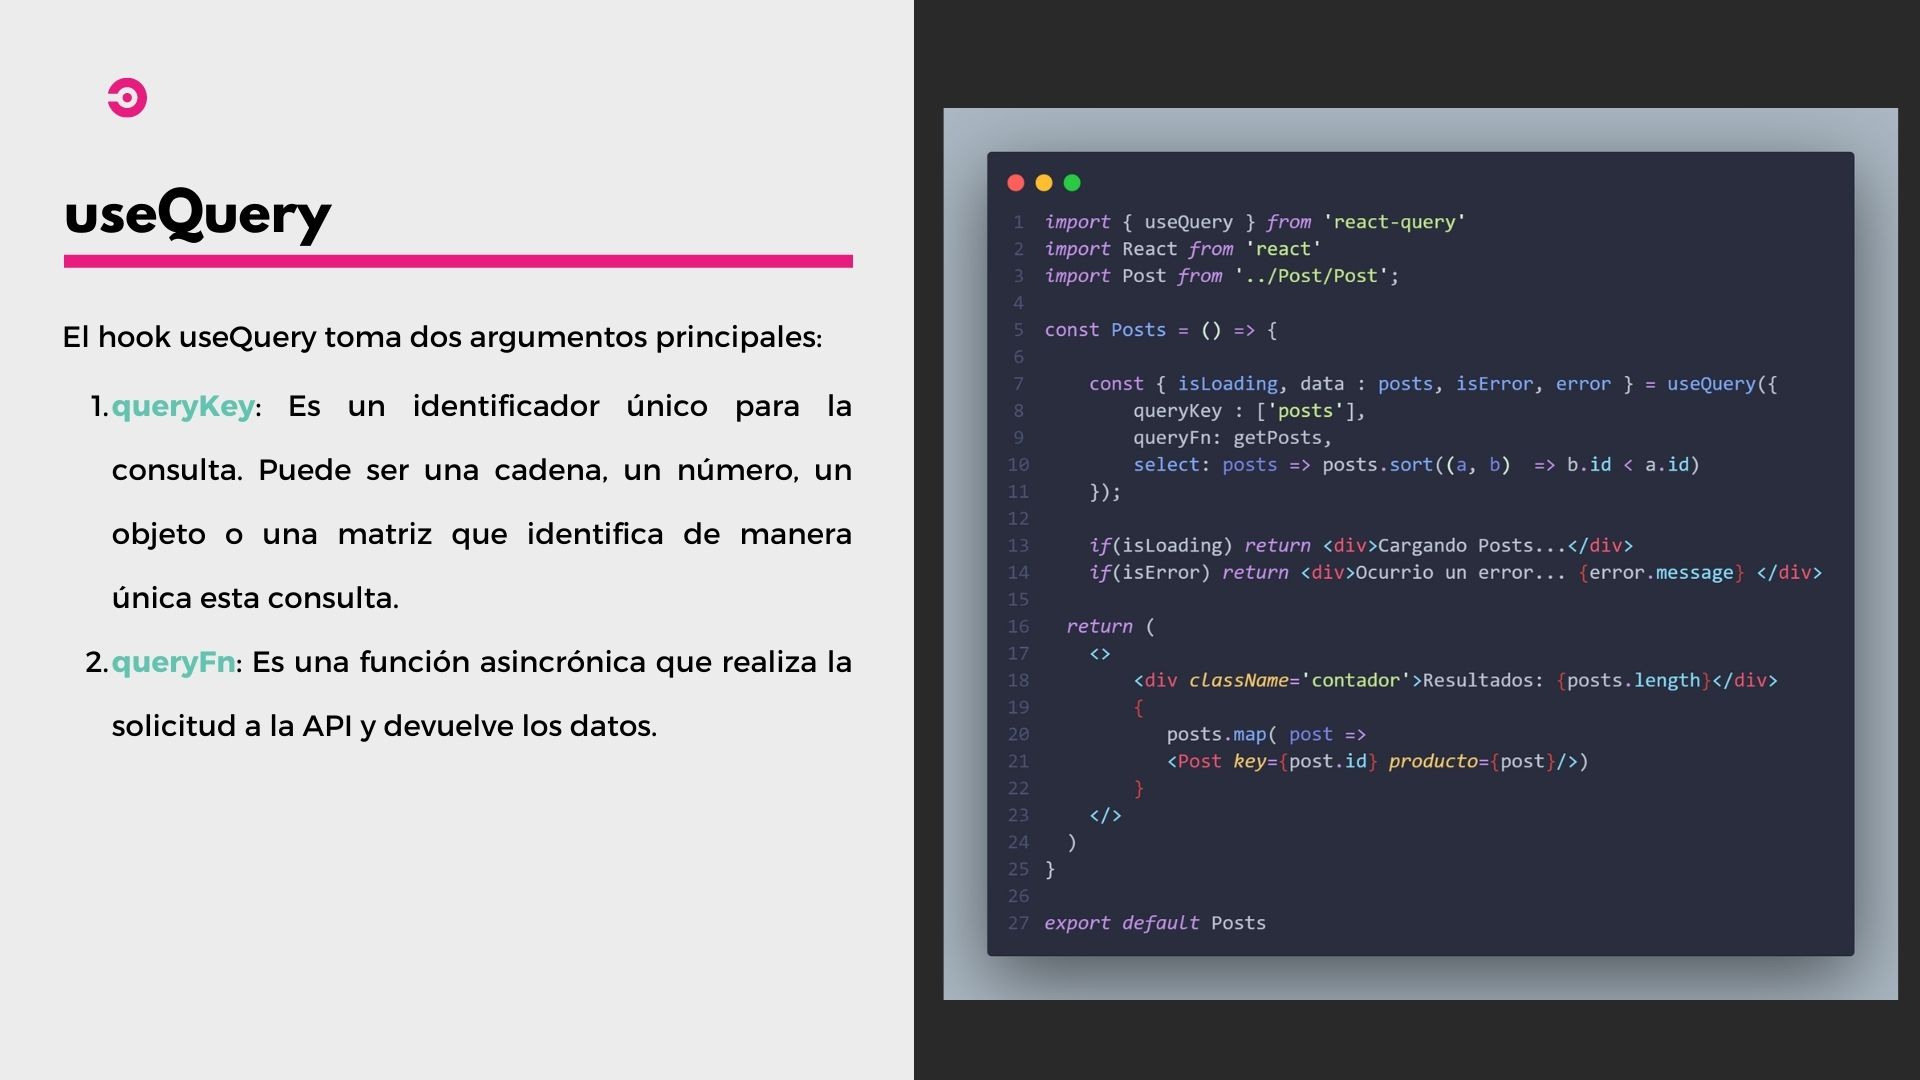 useQuery
El hook useQuery toma dos argumentos principales:
1. queryKey: Es un identificador único para la
consulta. Puede ser una cadena, un número, un
objeto o una matriz que identifica de manera
única esta consulta.
2. queryFn: Es una función asincrónica que realiza la
solicitud a la API y devuelve los datos.
1 import { useQuery } from 'react-query'
2 import React from 'react'
3 import Post from '../Post/Post';
4
5 const Posts = () => {
6
7     const { isLoading, data : posts, isError, error } = useQuery({
8         queryKey : ['posts'],
9         queryFn: getPosts,
10         select: posts => posts.sort((a, b)  => b.id < a.id)
11     });
12
13     if(isLoading) return <div>Cargando Posts...</div>
14     if(isError) return <div>Ocurrio un error... {error.message} </div>
15
16   return (
17     <>
18         <div className='contador'>Resultados: {posts.length}</div>
19         {
20            posts.map( post =>
21            <Post key={post.id} producto={post}/>)
22         }
23     </>
24   )
25 }
26
27 export default Posts